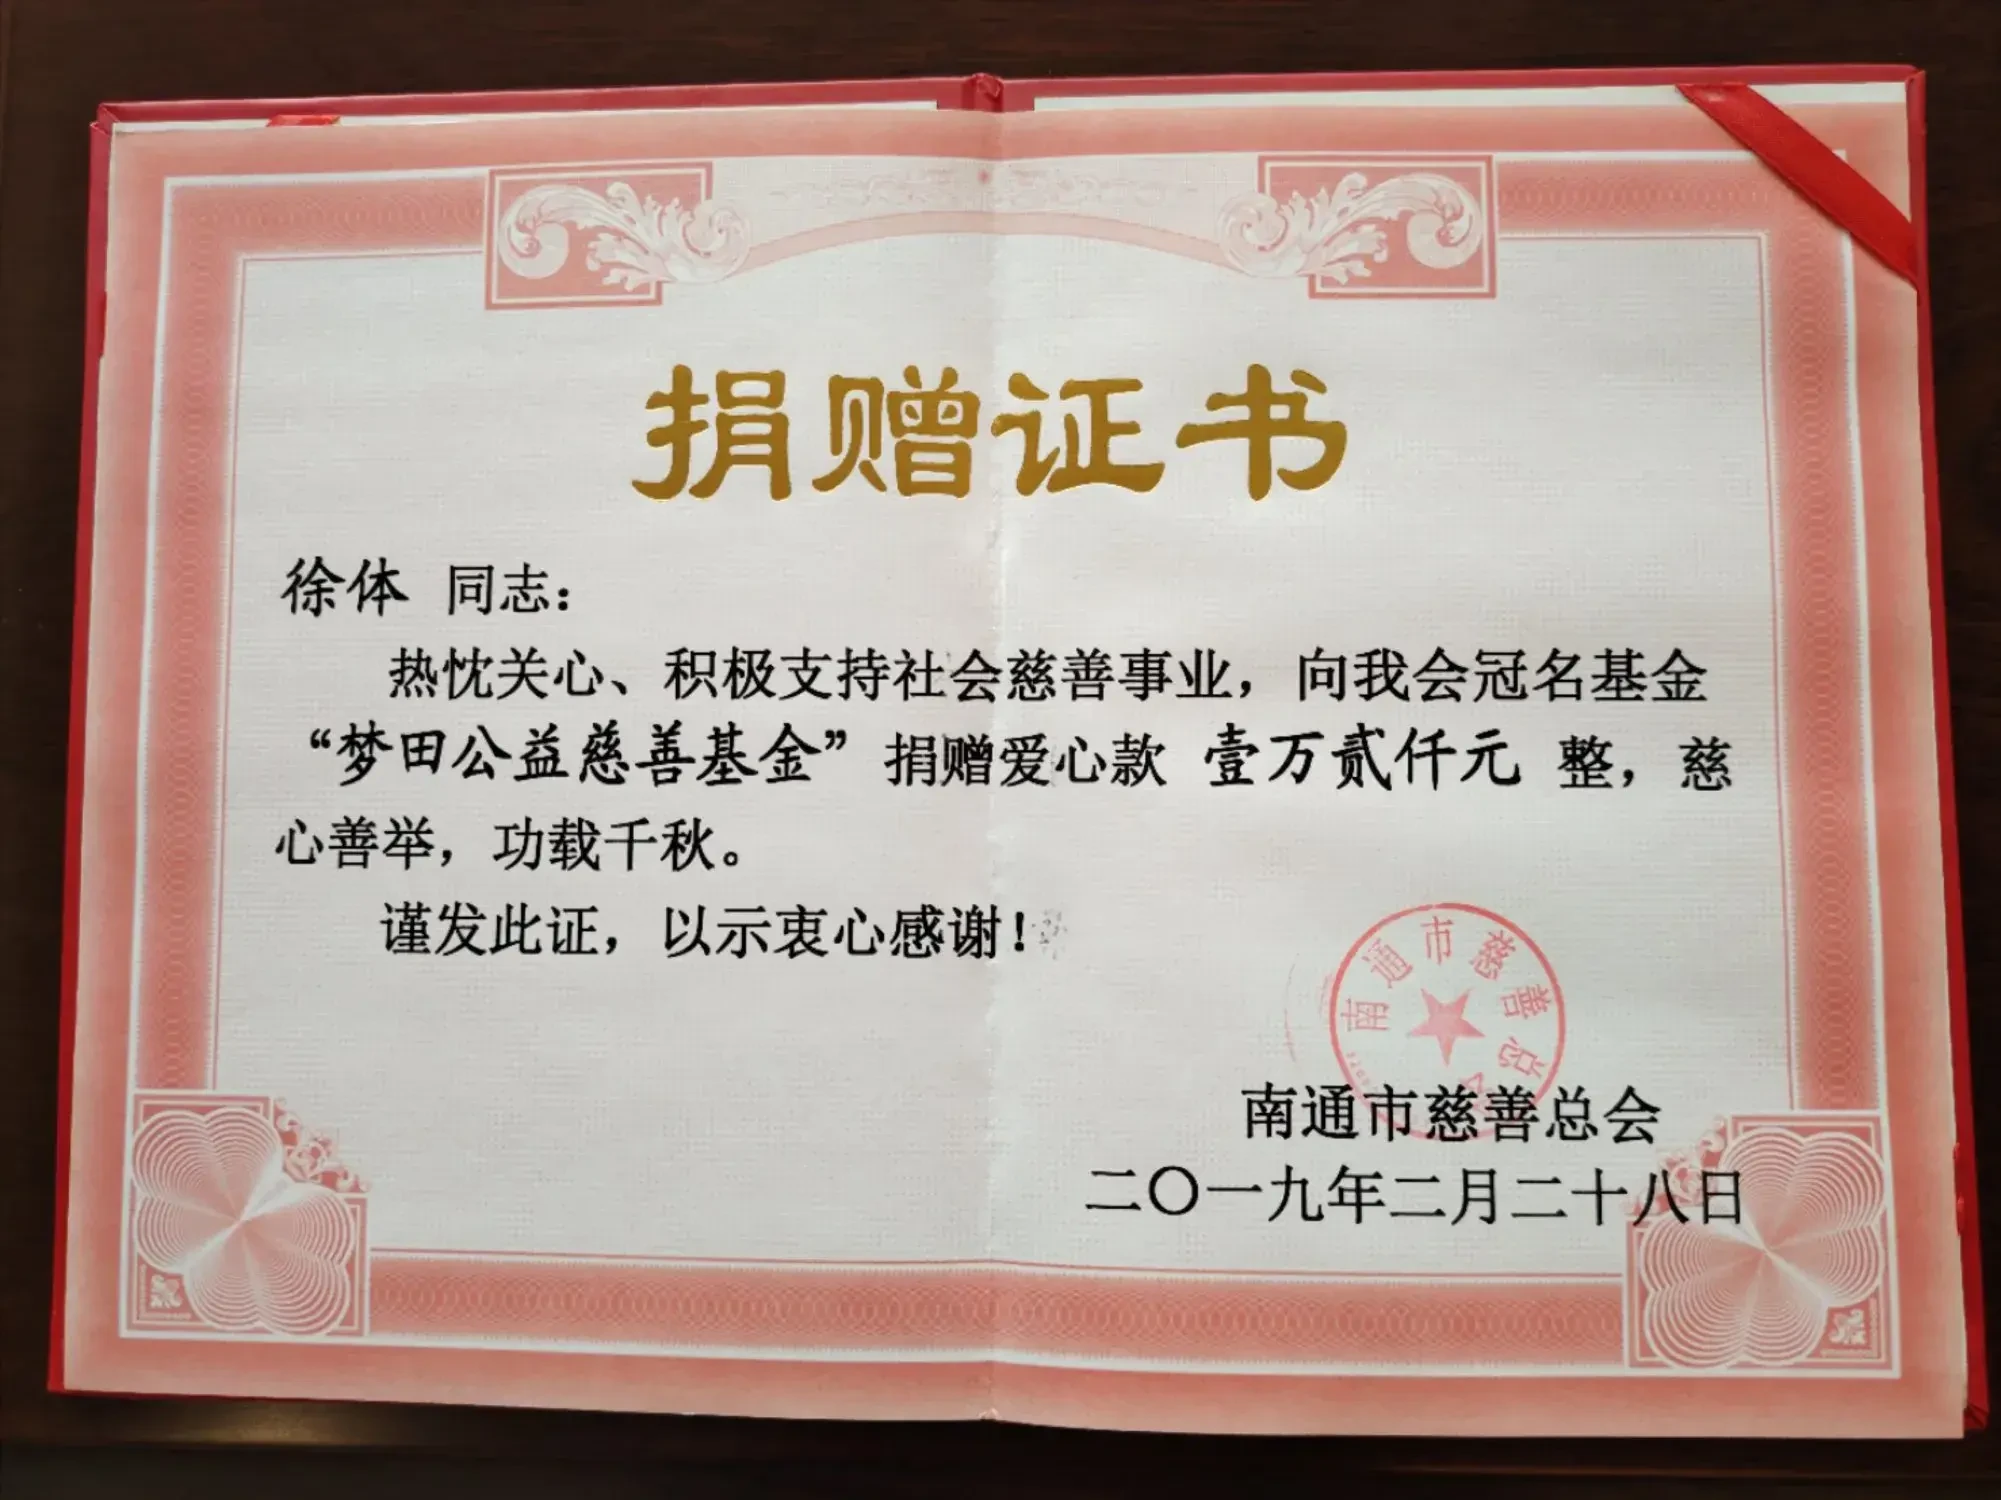 捐赠证书
徐体 同志：
热忱关心、积极支持社会慈善事业，向我会冠名基金
“梦田公益慈善基金”捐赠爱心款 壹万贰仟元 整，慈
心善举，功载千秋。
谨发此证，以示衷心感谢！
南通市慈善总会
南通市慈善总会
二〇一九年二月二十八日